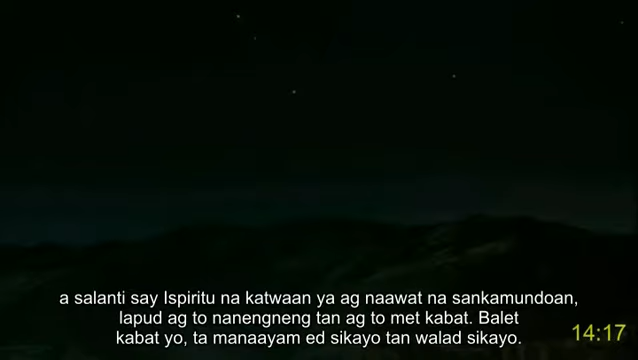 a salanti say Ispiritu na katwaan ya ag naawat na sankamundoan,
lapud ag to nanengneng tan ag to met kabat. Balet
kabat yo, ta manaayam ed sikayo tan walad sikayo.
14:17